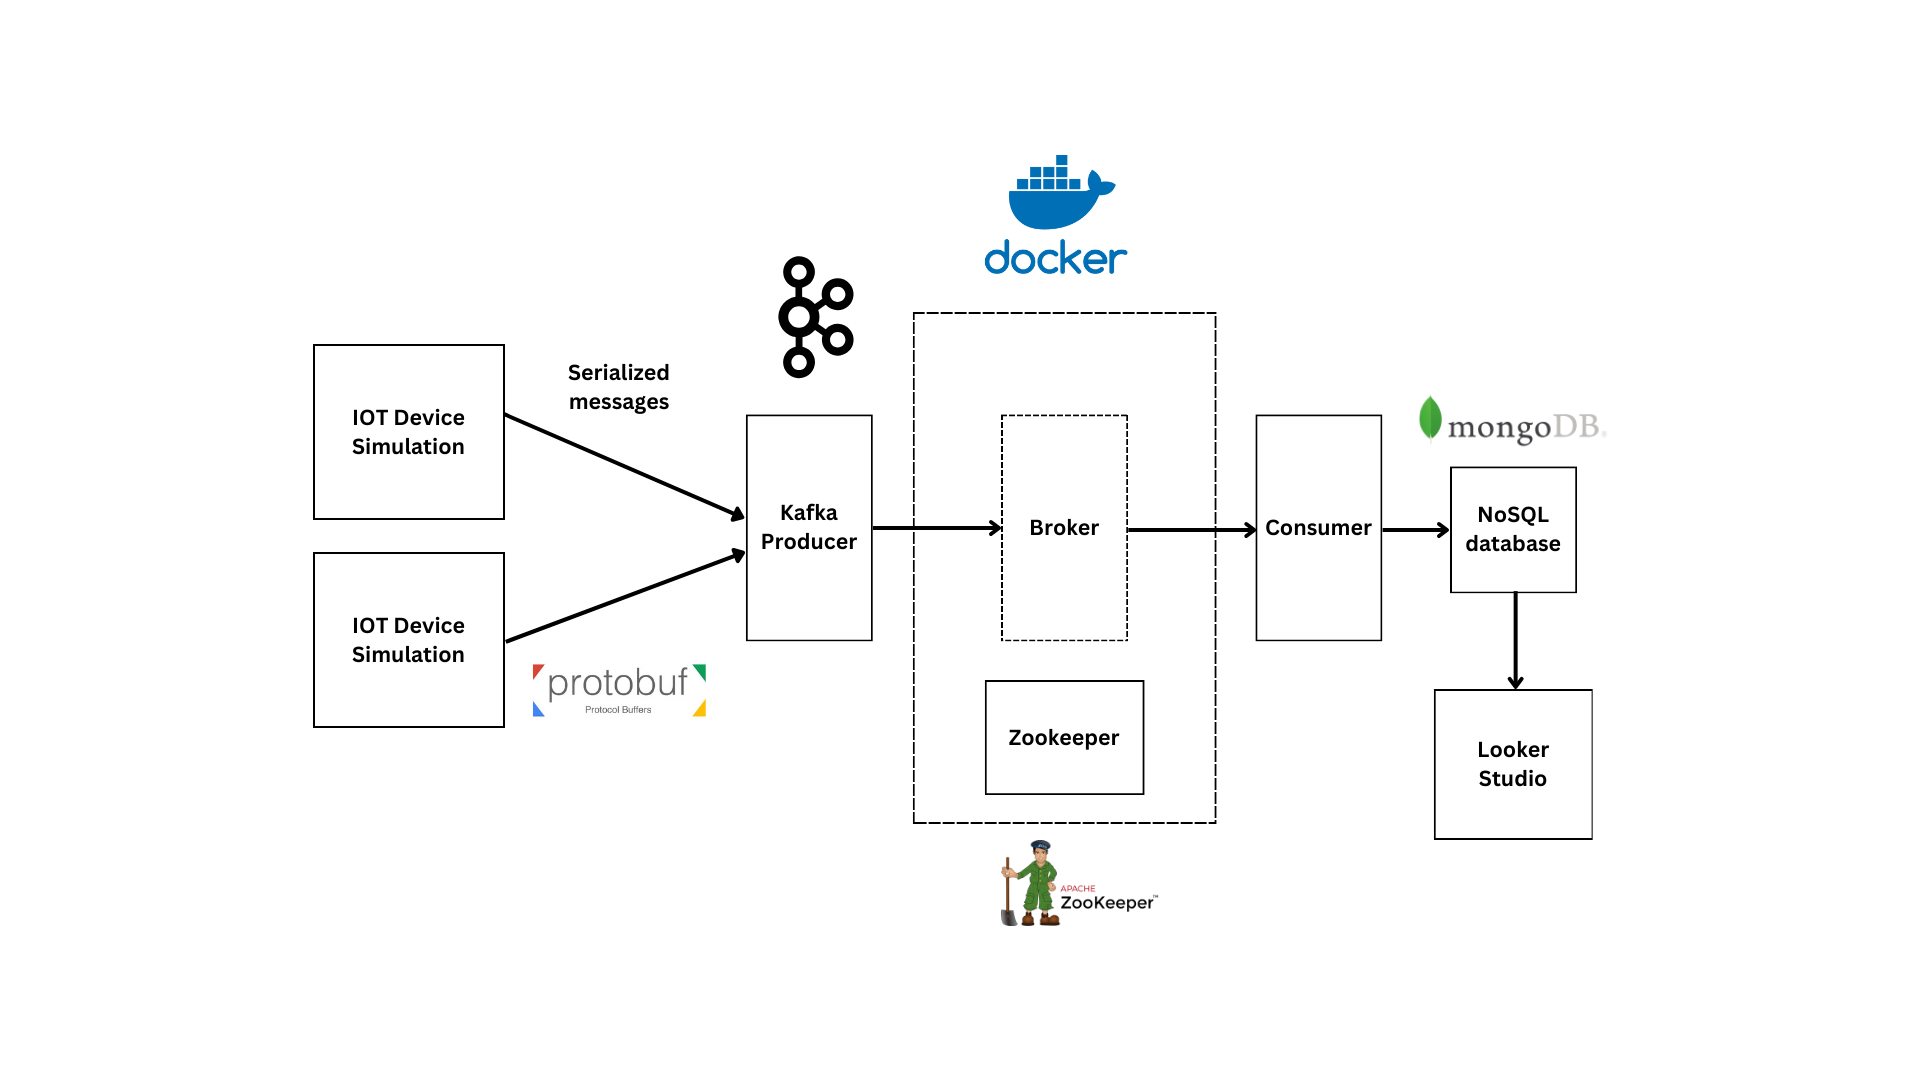 docker
Serialized
messages
IOT Device
Simulation
Kafka
Producer
Broker
Consumer
mongoDB
NoSQL
database
IOT Device
Simulation
protobuf
Protocol Buffers
Zookeeper
Looker
Studio
APACHE
ZooKeeper™